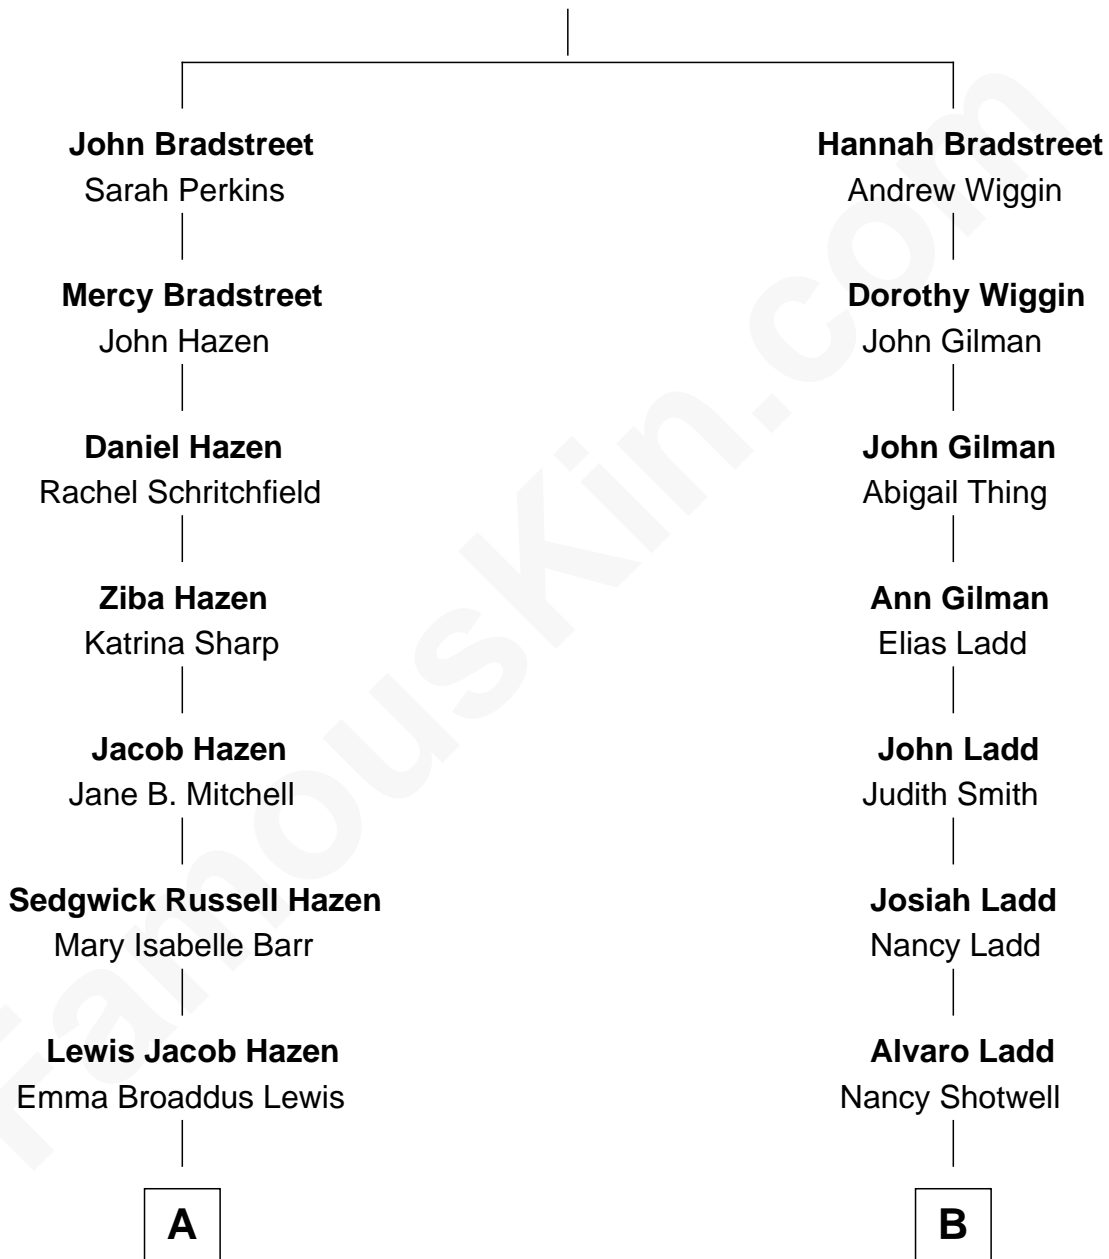 John Bradstreet
Sarah Perkins
Mercy Bradstreet
John Hazen
Daniel Hazen
Rachel Schritchfield
Ziba Hazen
Katrina Sharp
Jacob Hazen
Jane B. Mitchell
Sedgwick Russell Hazen
Mary Isabelle Barr
Lewis Jacob Hazen
Emma Broaddus Lewis
A
Hannah Bradstreet
Andrew Wiggin
Dorothy Wiggin
John Gilman
John Gilman
Abigail Thing
Ann Gilman
Elias Ladd
John Ladd
Judith Smith
Josiah Ladd
Nancy Ladd
Alvaro Ladd
Nancy Shotwell
B
FamousKin.com